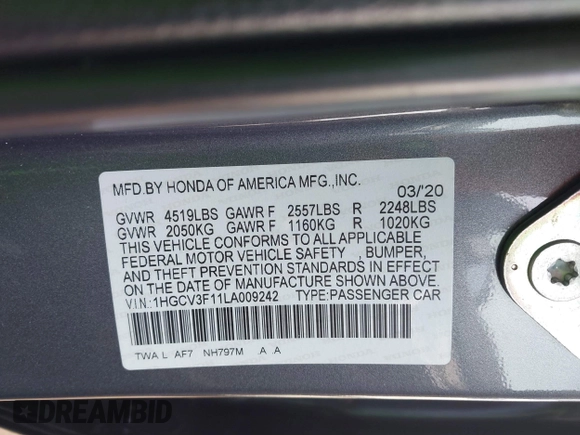 MFD.BY HONDA OF AMERICA MFG.,INC. 03/'20
GVWR 4519LBS GAWR F 2557LBS R 2248LBS
GVWR 2050KG GAWR F 1160KG R 1020KG
THIS VEHICLE CONFORMS TO ALL APPLICABLE
FEDERAL MOTOR VEHICLE SAFETY , BUMPER,
AND THEFT PREVENTION STANDARDS IN EFFECT
ON THE DATE OF MANUFACTURE SHOWN ABOVE.
V.I.N.:1HGCV3F11LA009242 TYPE:PASSENGER CAR
TWA L AF7 NH797M .A .A
DREAMBID